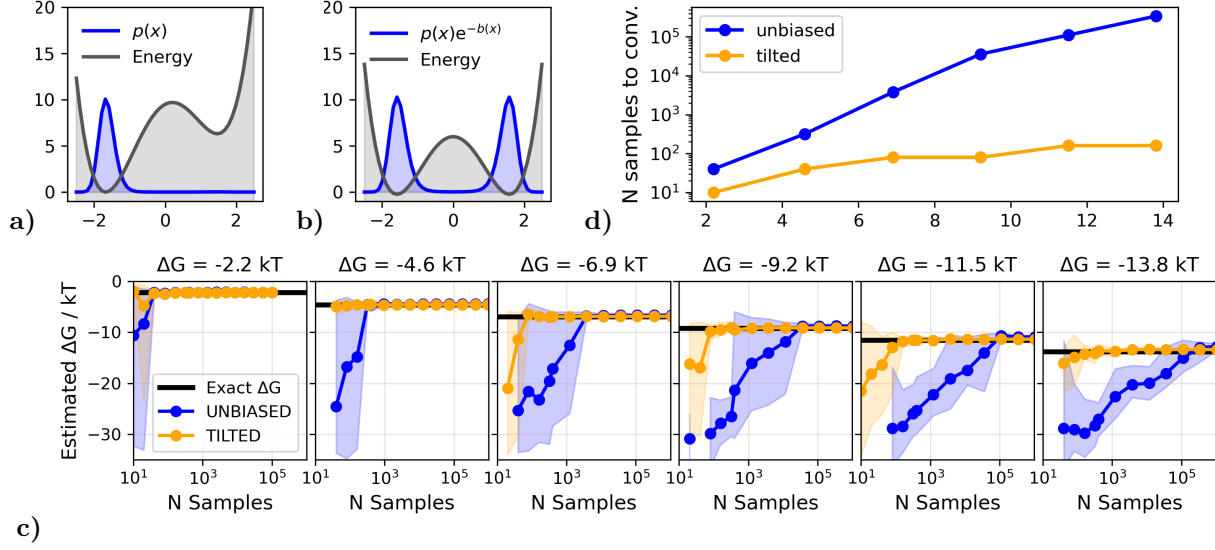 20
15
10
5
0
p(x)
Energy
−2
0
2
a)
20
15
10
5
0
p(x)e^{-b(x)}
Energy
−2
0
2
b)
N samples to conv.
10^5
10^4
10^3
10^2
10^1
unbiased
tilted
2
4
6
8
10
12
14
d)
Estimated ΔG / kT
0
−10
−20
−30
ΔG = -2.2 kT
Exact ΔG
UNBIASED
TILTED
10^1
10^3
10^5
N Samples
ΔG = -4.6 kT
10^1
10^3
10^5
N Samples
ΔG = -6.9 kT
10^1
10^3
10^5
N Samples
ΔG = -9.2 kT
10^1
10^3
10^5
N Samples
ΔG = -11.5 kT
10^1
10^3
10^5
N Samples
ΔG = -13.8 kT
10^1
10^3
10^5
N Samples
c)